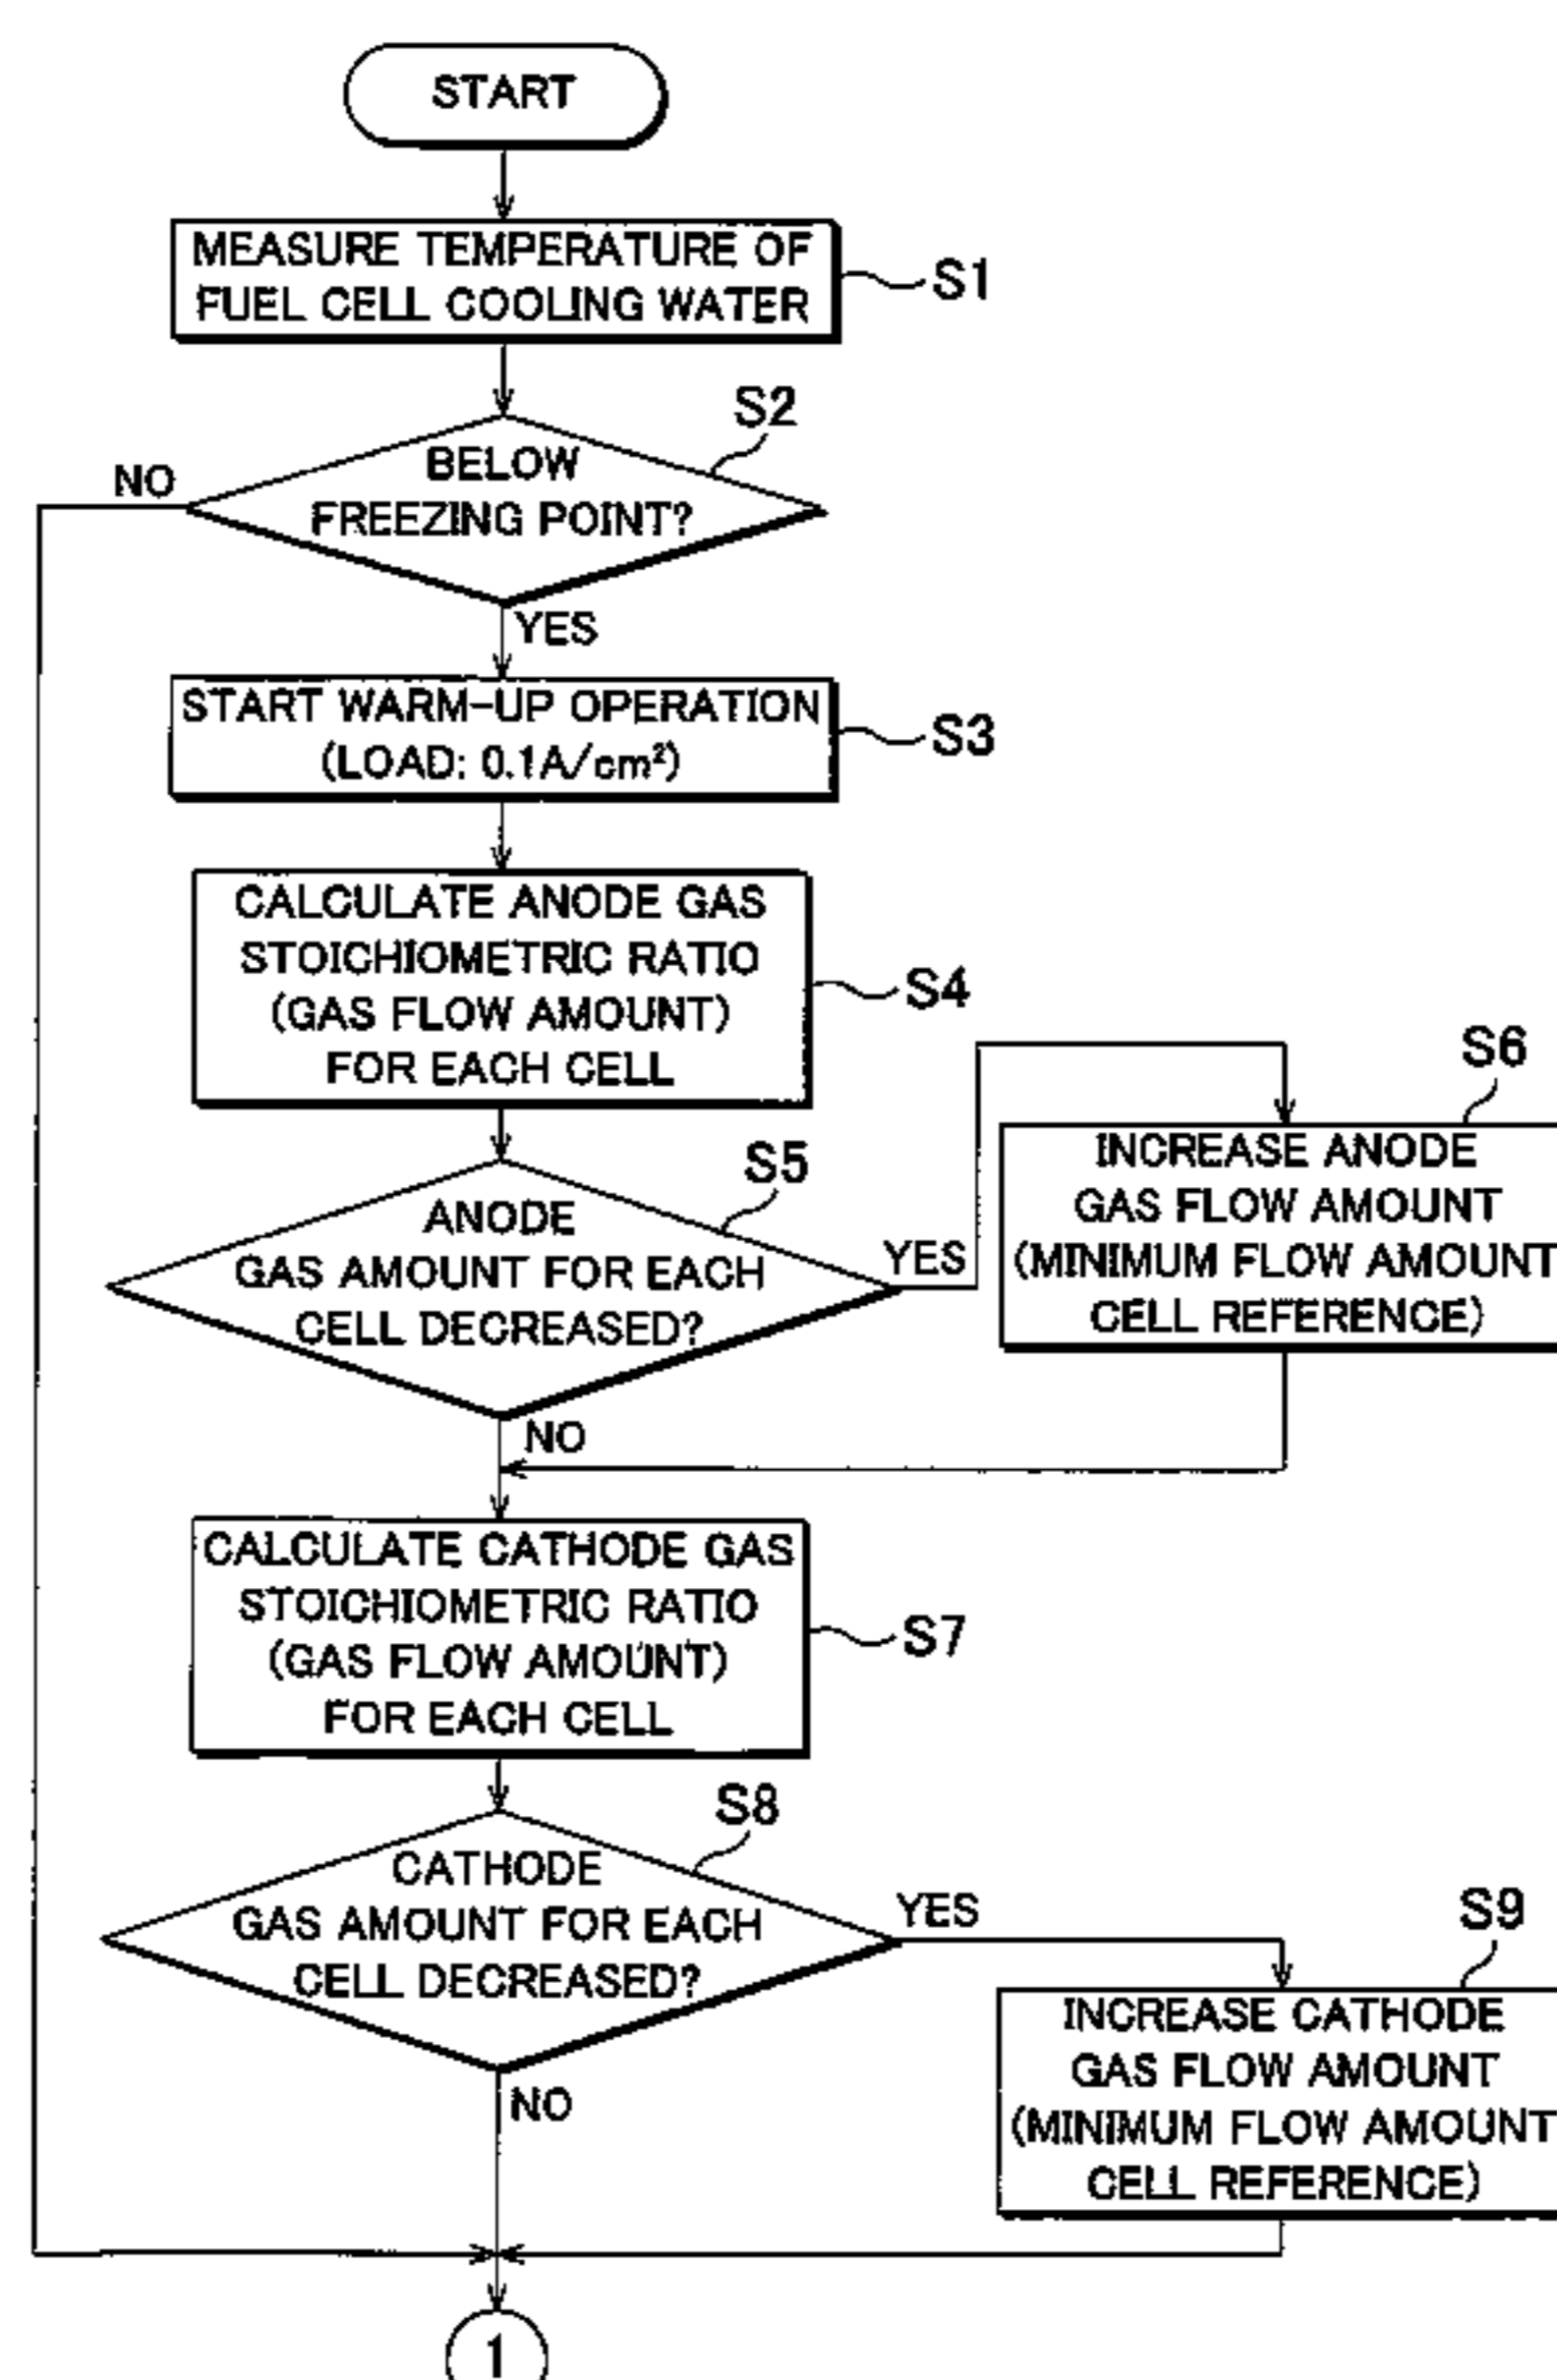 START
MEASURE TEMPERATURE OF
FUEL CELL COOLING WATER
S1
S2
BELOW
FREEZING POINT?
NO
YES
START WARM-UP OPERATION
(LOAD: 0.1A/cm²)
S3
CALCULATE ANODE GAS
STOICHIOMETRIC RATIO
(GAS FLOW AMOUNT)
FOR EACH CELL
S4
S5
ANODE
GAS AMOUNT FOR EACH
CELL DECREASED?
YES
NO
S6
INCREASE ANODE
GAS FLOW AMOUNT
(MINIMUM FLOW AMOUNT
CELL REFERENCE)
CALCULATE CATHODE GAS
STOICHIOMETRIC RATIO
(GAS FLOW AMOUNT)
FOR EACH CELL
S7
S8
CATHODE
GAS AMOUNT FOR EACH
CELL DECREASED?
YES
NO
S9
INCREASE CATHODE
GAS FLOW AMOUNT
(MINIMUM FLOW AMOUNT
CELL REFERENCE)
1